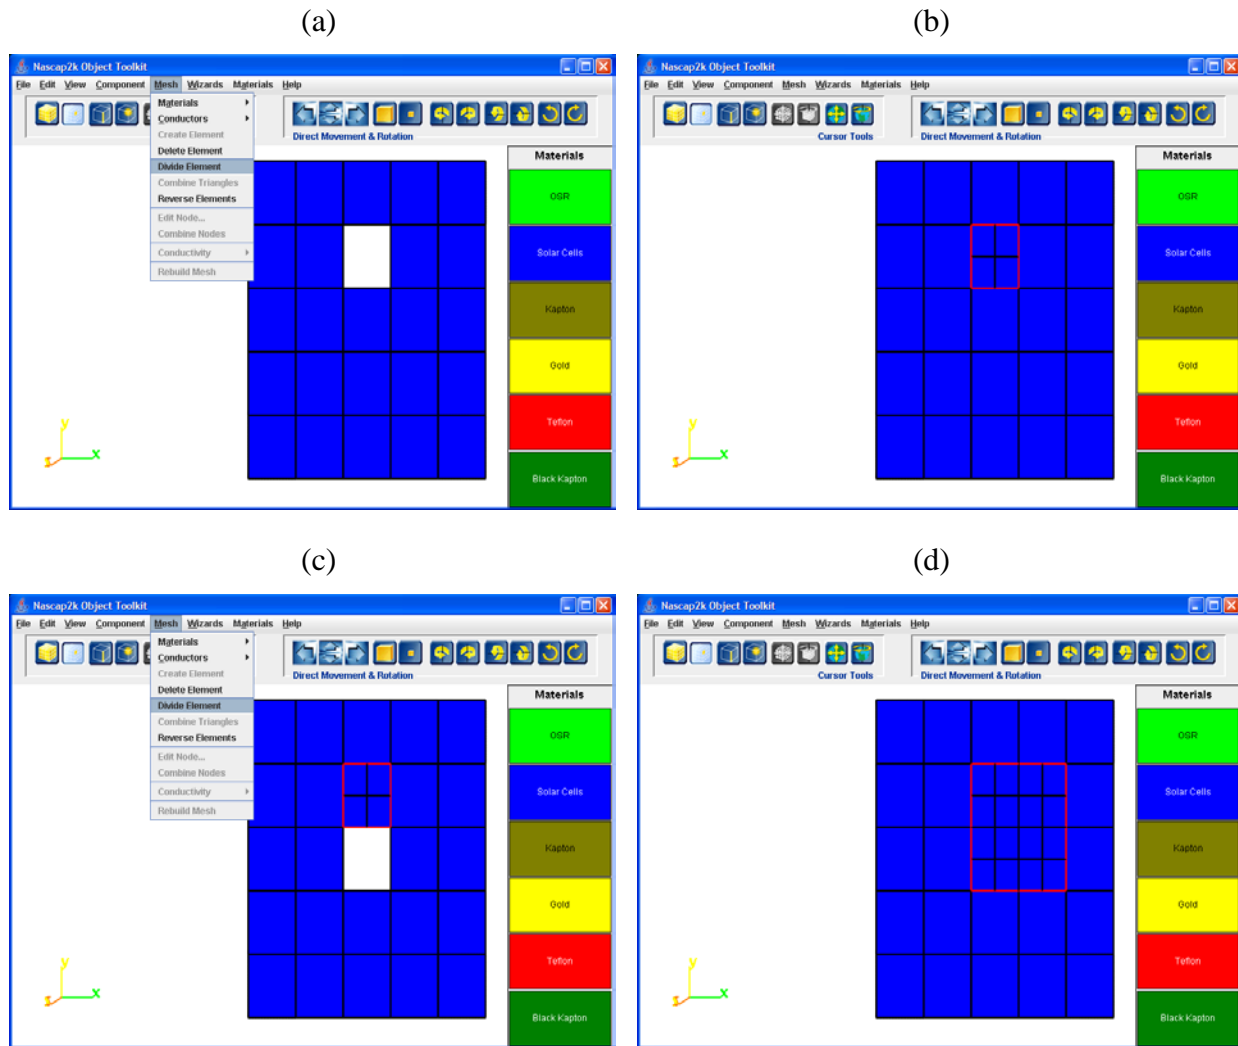 (a)
(b)
Nascap2k Object Toolkit
File Edit View Component Mesh Wizards Materials Help
Materials
Conductors
Create Element
Delete Element
Divide Element
Combine Triangles
Reverse Elements
Edit Node...
Combine Nodes
Conductivity
Rebuild Mesh
Direct Movement & Rotation
Materials
OSR
Solar Cells
Kapton
Gold
Teflon
Black Kapton
y
x
Nascap2k Object Toolkit
File Edit View Component Mesh Wizards Materials Help
Cursor Tools
Direct Movement & Rotation
Materials
OSR
Solar Cells
Kapton
Gold
Teflon
Black Kapton
y
x
(c)
(d)
Nascap2k Object Toolkit
File Edit View Component Mesh Wizards Materials Help
Materials
Conductors
Create Element
Delete Element
Divide Element
Combine Triangles
Reverse Elements
Edit Node...
Combine Nodes
Conductivity
Rebuild Mesh
Direct Movement & Rotation
Materials
OSR
Solar Cells
Kapton
Gold
Teflon
Black Kapton
y
x
Nascap2k Object Toolkit
File Edit View Component Mesh Wizards Materials Help
Cursor Tools
Direct Movement & Rotation
Materials
OSR
Solar Cells
Kapton
Gold
Teflon
Black Kapton
y
x